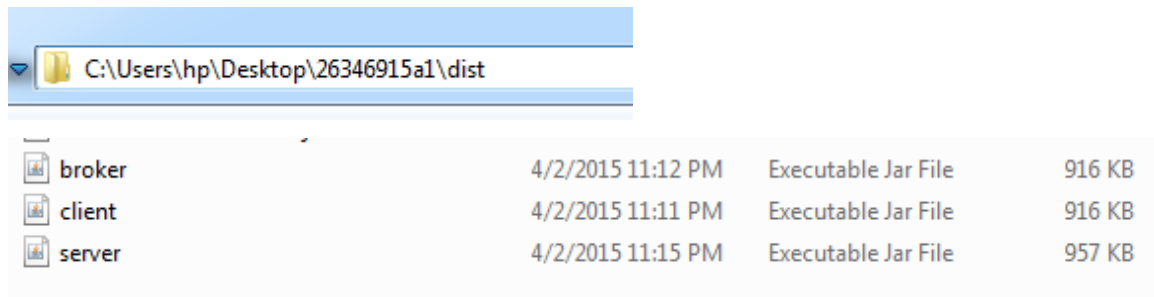 C:\Users\hp\Desktop\26346915a1\dist
broker 4/2/2015 11:12 PM Executable Jar File 916 KB
client 4/2/2015 11:11 PM Executable Jar File 916 KB
server 4/2/2015 11:15 PM Executable Jar File 957 KB